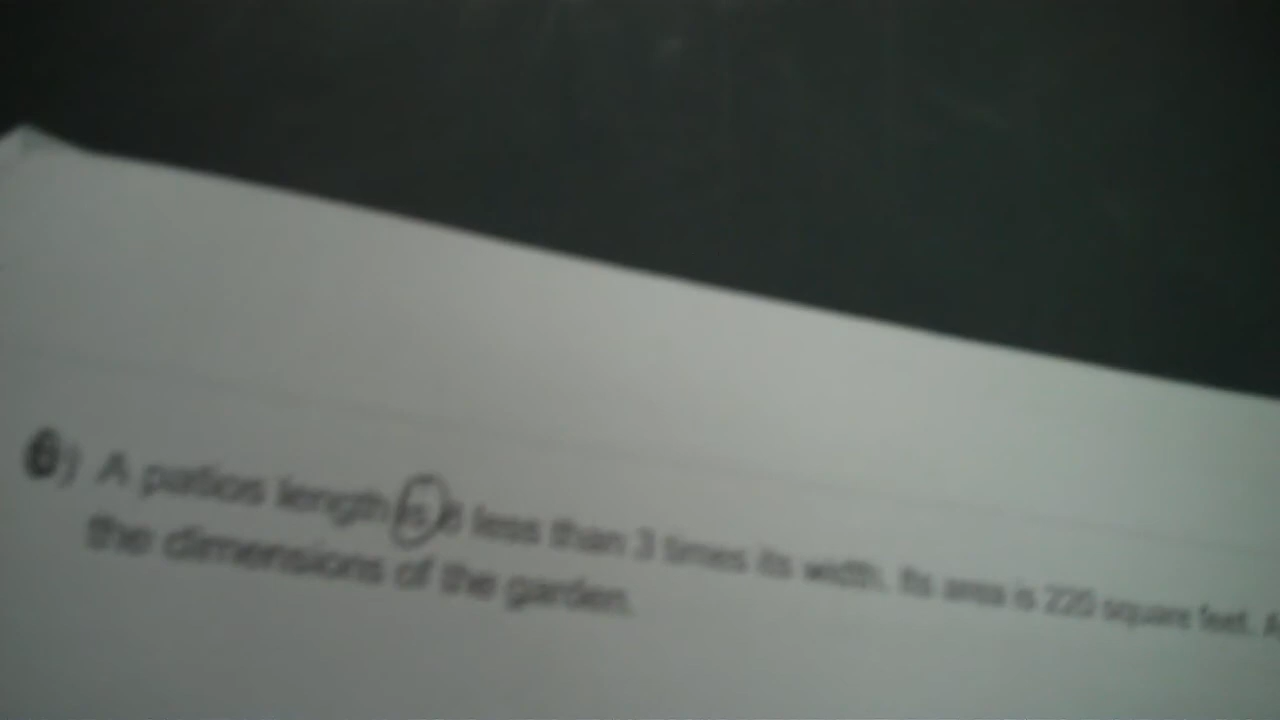 6) A patios length is 8 less than 3 times its width. Its area is 220 square feet.
the dimensions of the garden.